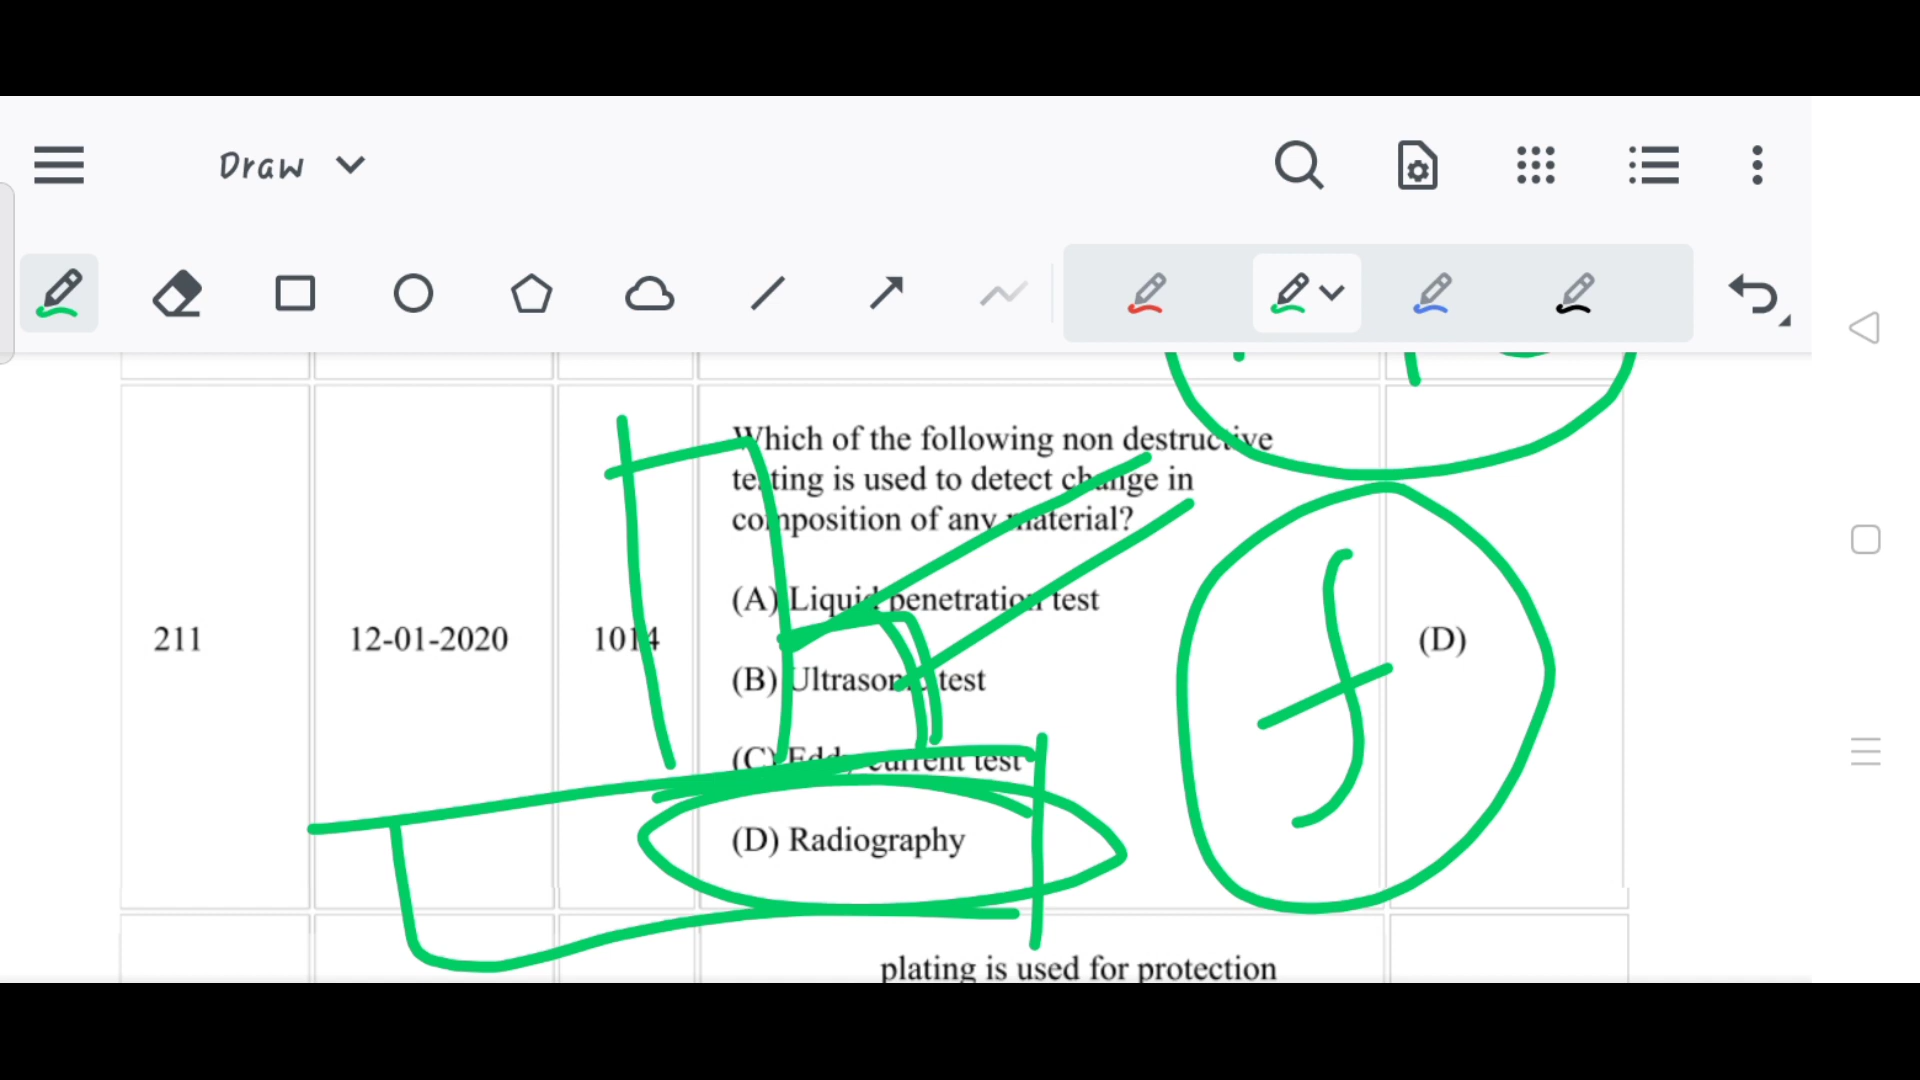 Draw
Which of the following non destructive
testing is used to detect change in
composition of any material?
(A) Liquid penetration test
211
12-01-2020
1014
(D)
(B) Ultrasonic test
(C) Eddy current test
(D) Radiography
plating is used for protection